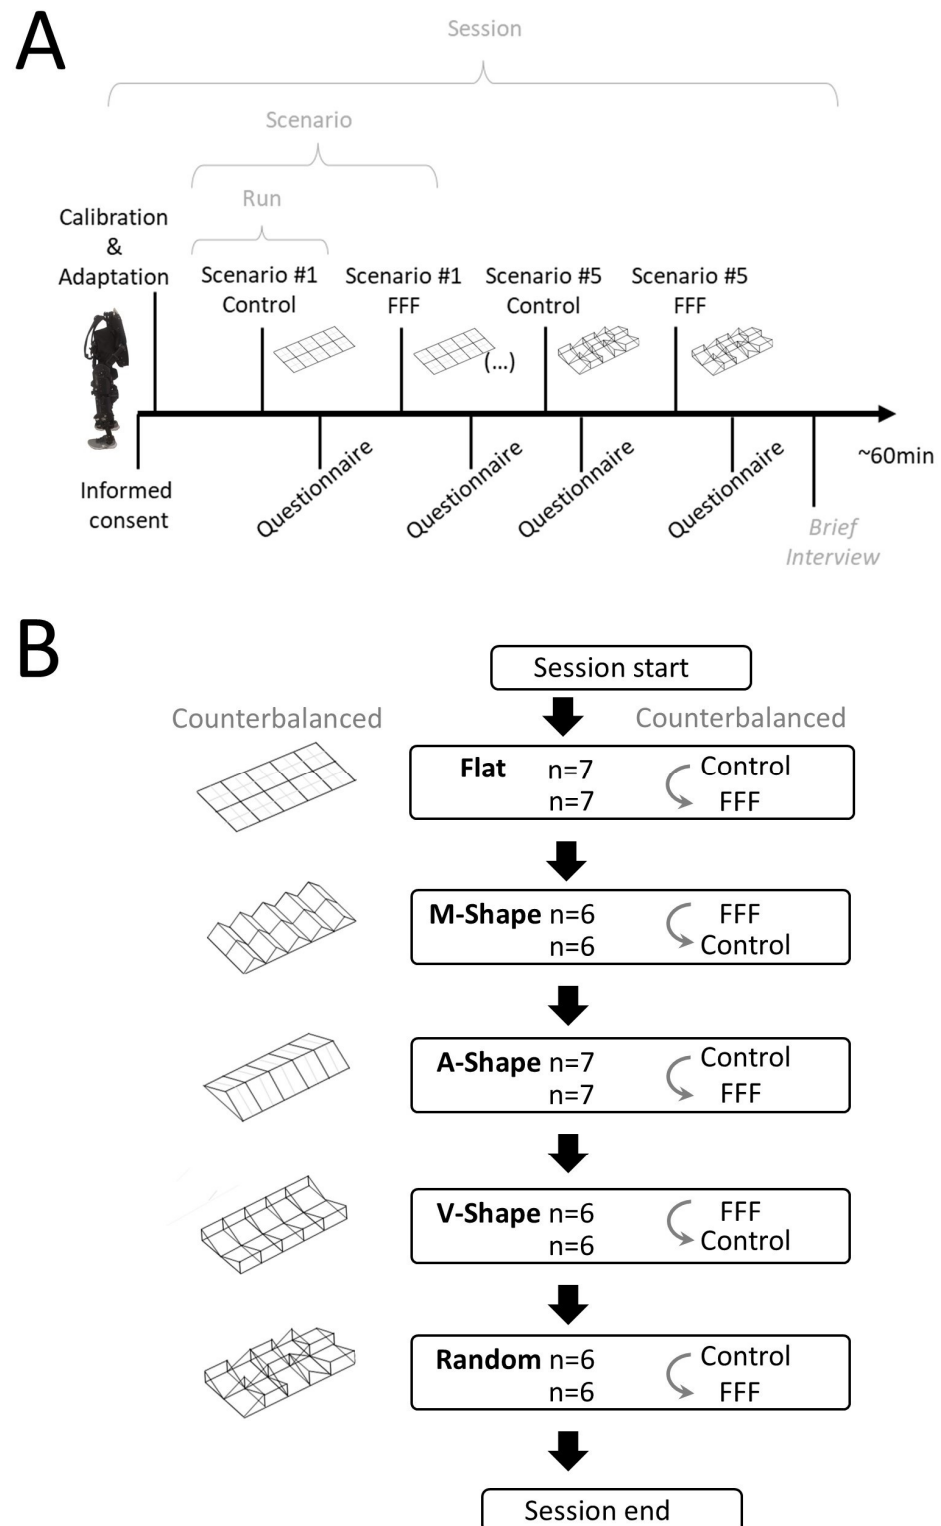 A
Session
Scenario
Run
Calibration
&
Adaptation
Scenario #1
Control
Scenario #1
FFF
Scenario #5
Control
Scenario #5
FFF
(...)
~60min
Informed
consent
Questionnaire
Questionnaire
Questionnaire
Questionnaire
Brief
Interview
B
Session start
Counterbalanced
Counterbalanced
Flat n=7 Control
n=7 FFF
M-Shape n=6 FFF
n=6 Control
A-Shape n=7 Control
n=7 FFF
V-Shape n=6 FFF
n=6 Control
Random n=6 Control
n=6 FFF
Session end